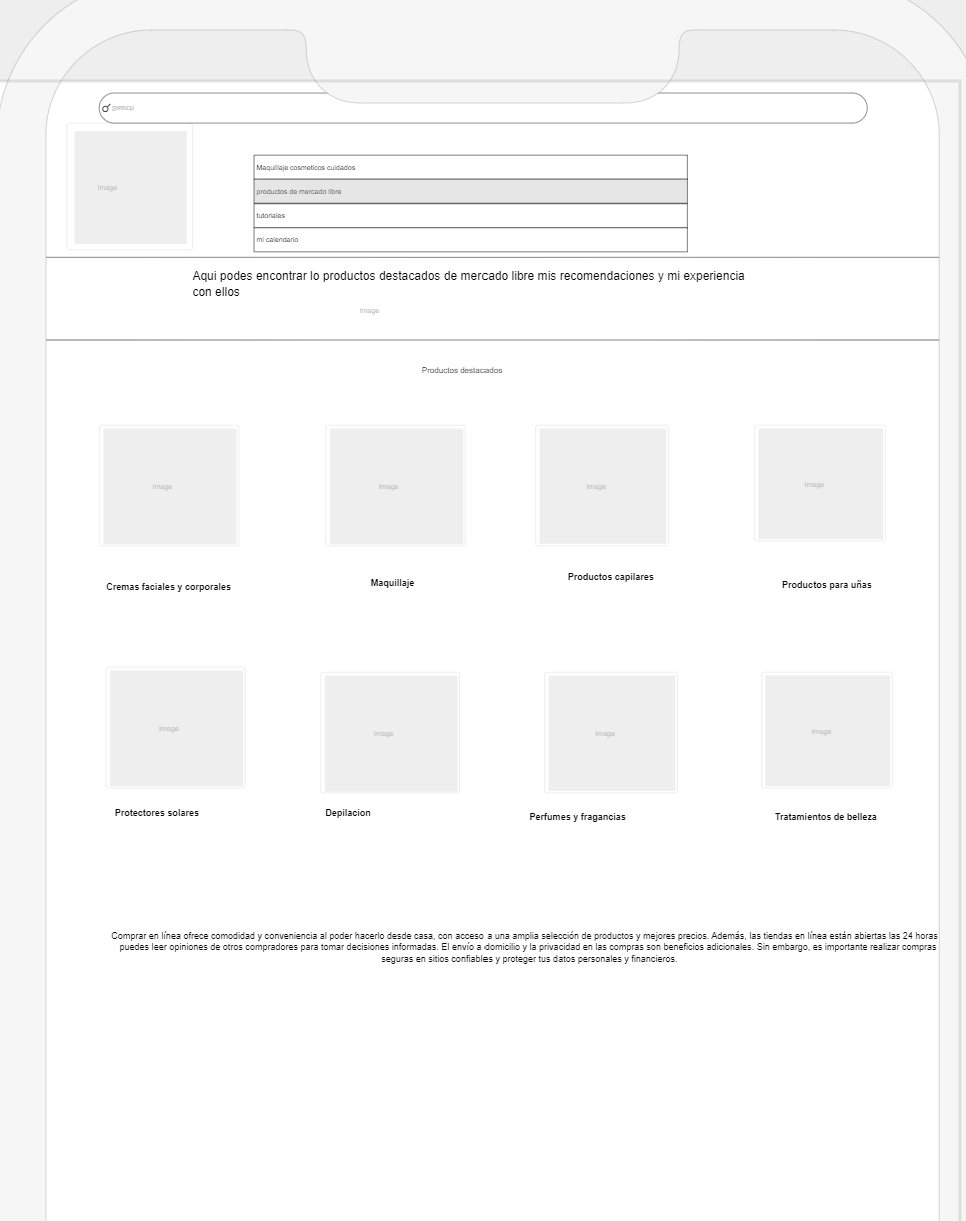 Image
Maquillaje cosmeticos cuidados
productos de mercado libre
tutoriales
mi calendario
Aqui podes encontrar lo productos destacados de mercado libre mis recomendaciones y mi experiencia
con ellos
Image
Productos destacados
Image
Image
Image
Image
Cremas faciales y corporales
Maquillaje
Productos capilares
Productos para uñas
Image
Image
Image
Image
Protectores solares
Depilacion
Perfumes y fragancias
Tratamientos de belleza
Comprar en línea ofrece comodidad y conveniencia al poder hacerlo desde casa, con acceso a una amplia selección de productos y mejores precios. Además, las tiendas en línea están abiertas las 24 horas
puedes leer opiniones de otros compradores para tomar decisiones informadas. El envío a domicilio y la privacidad en las compras son beneficios adicionales. Sin embargo, es importante realizar compras
seguras en sitios confiables y proteger tus datos personales y financieros.